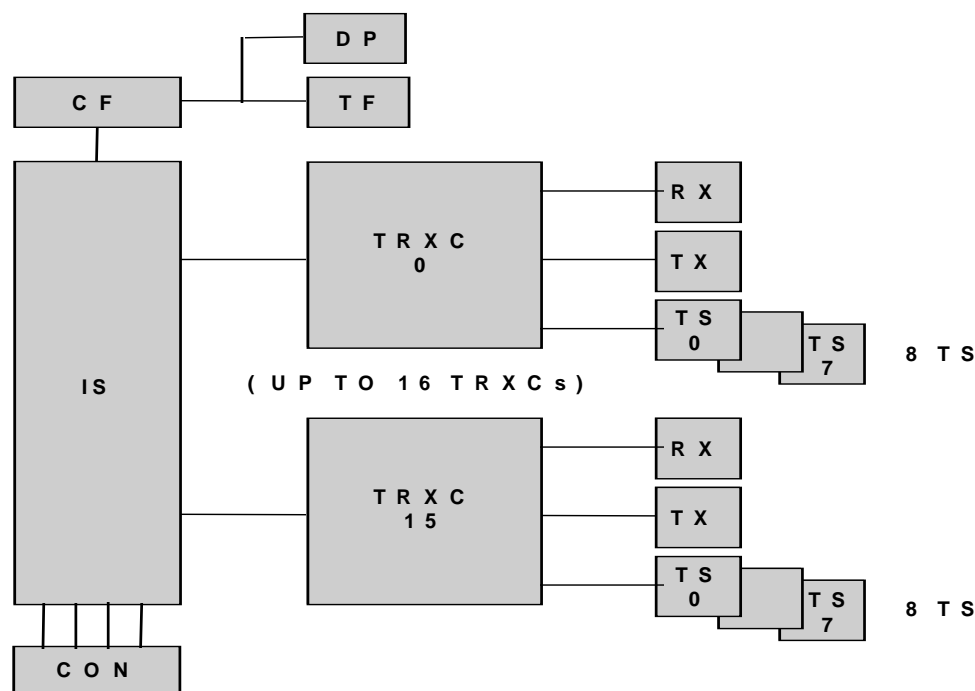 DP
CF
TF
RX
TRXC
0
TX
TS
0
TS
7
8 TS
(UP TO 16 TRXCs)
IS
RX
TRXC
15
TX
TS
0
TS
7
8 TS
CON